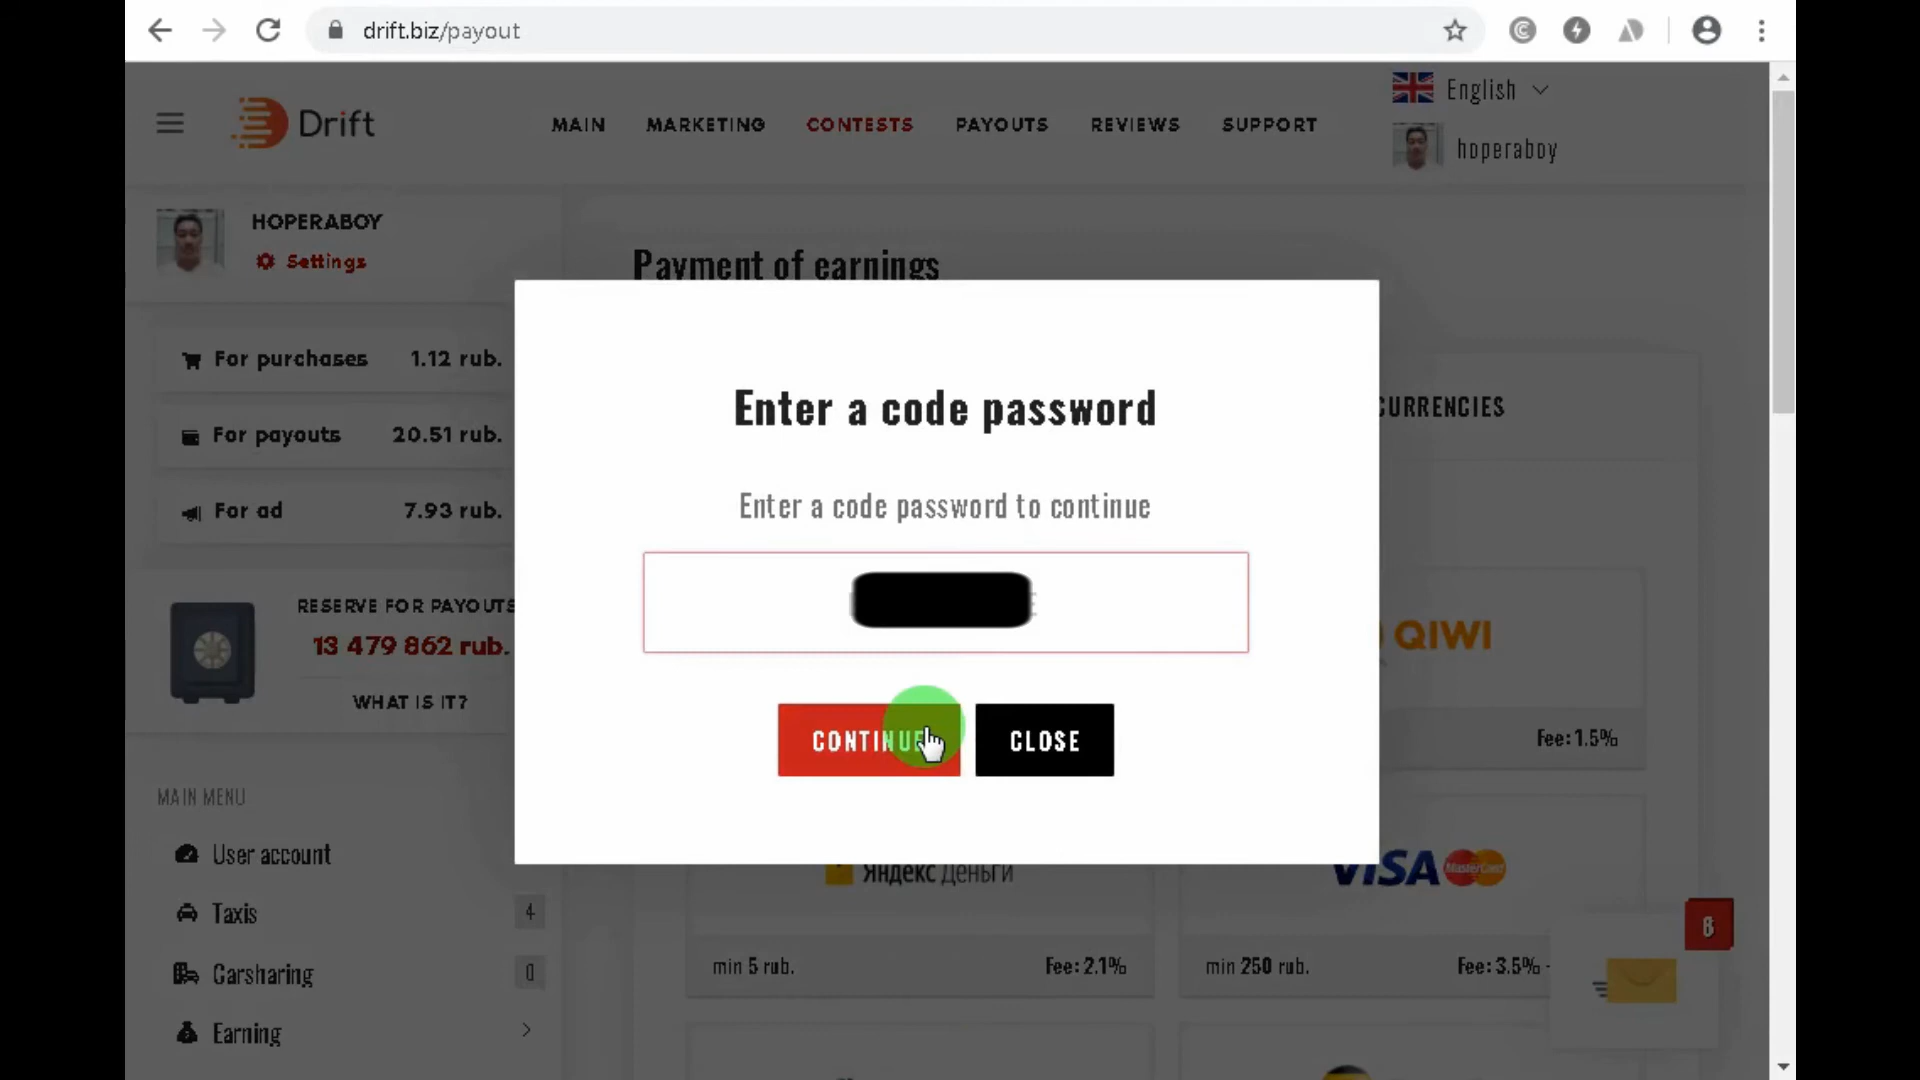 drift.biz/payout
Drift
MAIN
MARKETING
CONTESTS
PAYOUTS
REVIEWS
SUPPORT
English
hoperaboy
HOPERABOY
Settings
For purchases 1.12 rub.
For payouts 20.51 rub.
For ad 7.93 rub.
RESERVE FOR PAYOUTS
13 479 862 rub.
WHAT IS IT?
MAIN MENU
User account
Taxis 4
Carsharing 0
Earning
Payment of earnings
CURRENCIES
Enter a code password
Enter a code password to continue
CONTINUE
CLOSE
QIWI
Fee: 1.5%
Яндекс Деньги
min 5 rub. Fee: 2.1%
VISA MasterCard
min 250 rub. Fee: 3.5%
8